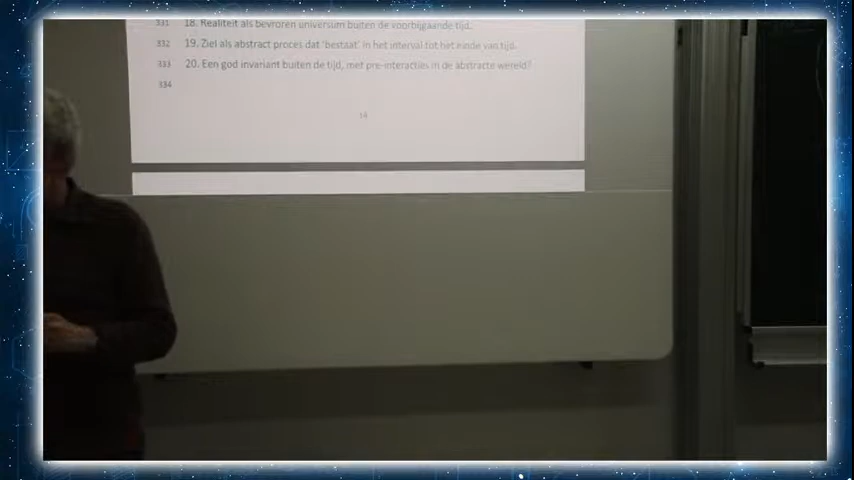 331 18. Realiteit als bevroren universum buiten de voorbijgaande tijd.
332 19. Ziel als abstract proces dat 'bestaat' in het interval tot het einde van tijd.
333 20. Een god invariant buiten de tijd, met pre-interacties in de abstracte wereld?
334
14